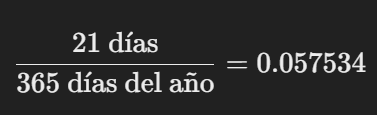 21 días
365 días del año = 0.057534